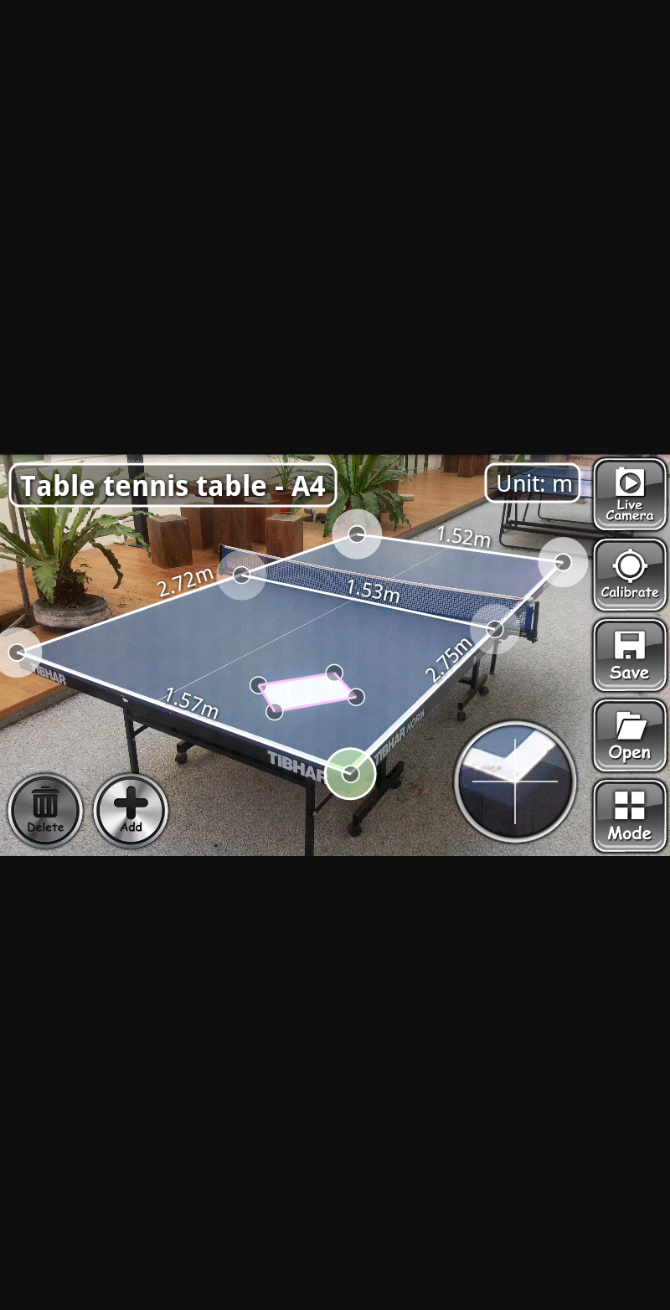 Table tennis table - A4
Unit: m
Live
Camera
1.52m
2.72m
1.53m
Calibrate
2.75m
TIBHAR
1.57m
Save
TIBHAR
TIBHAR
Open
Delete
Add
Mode